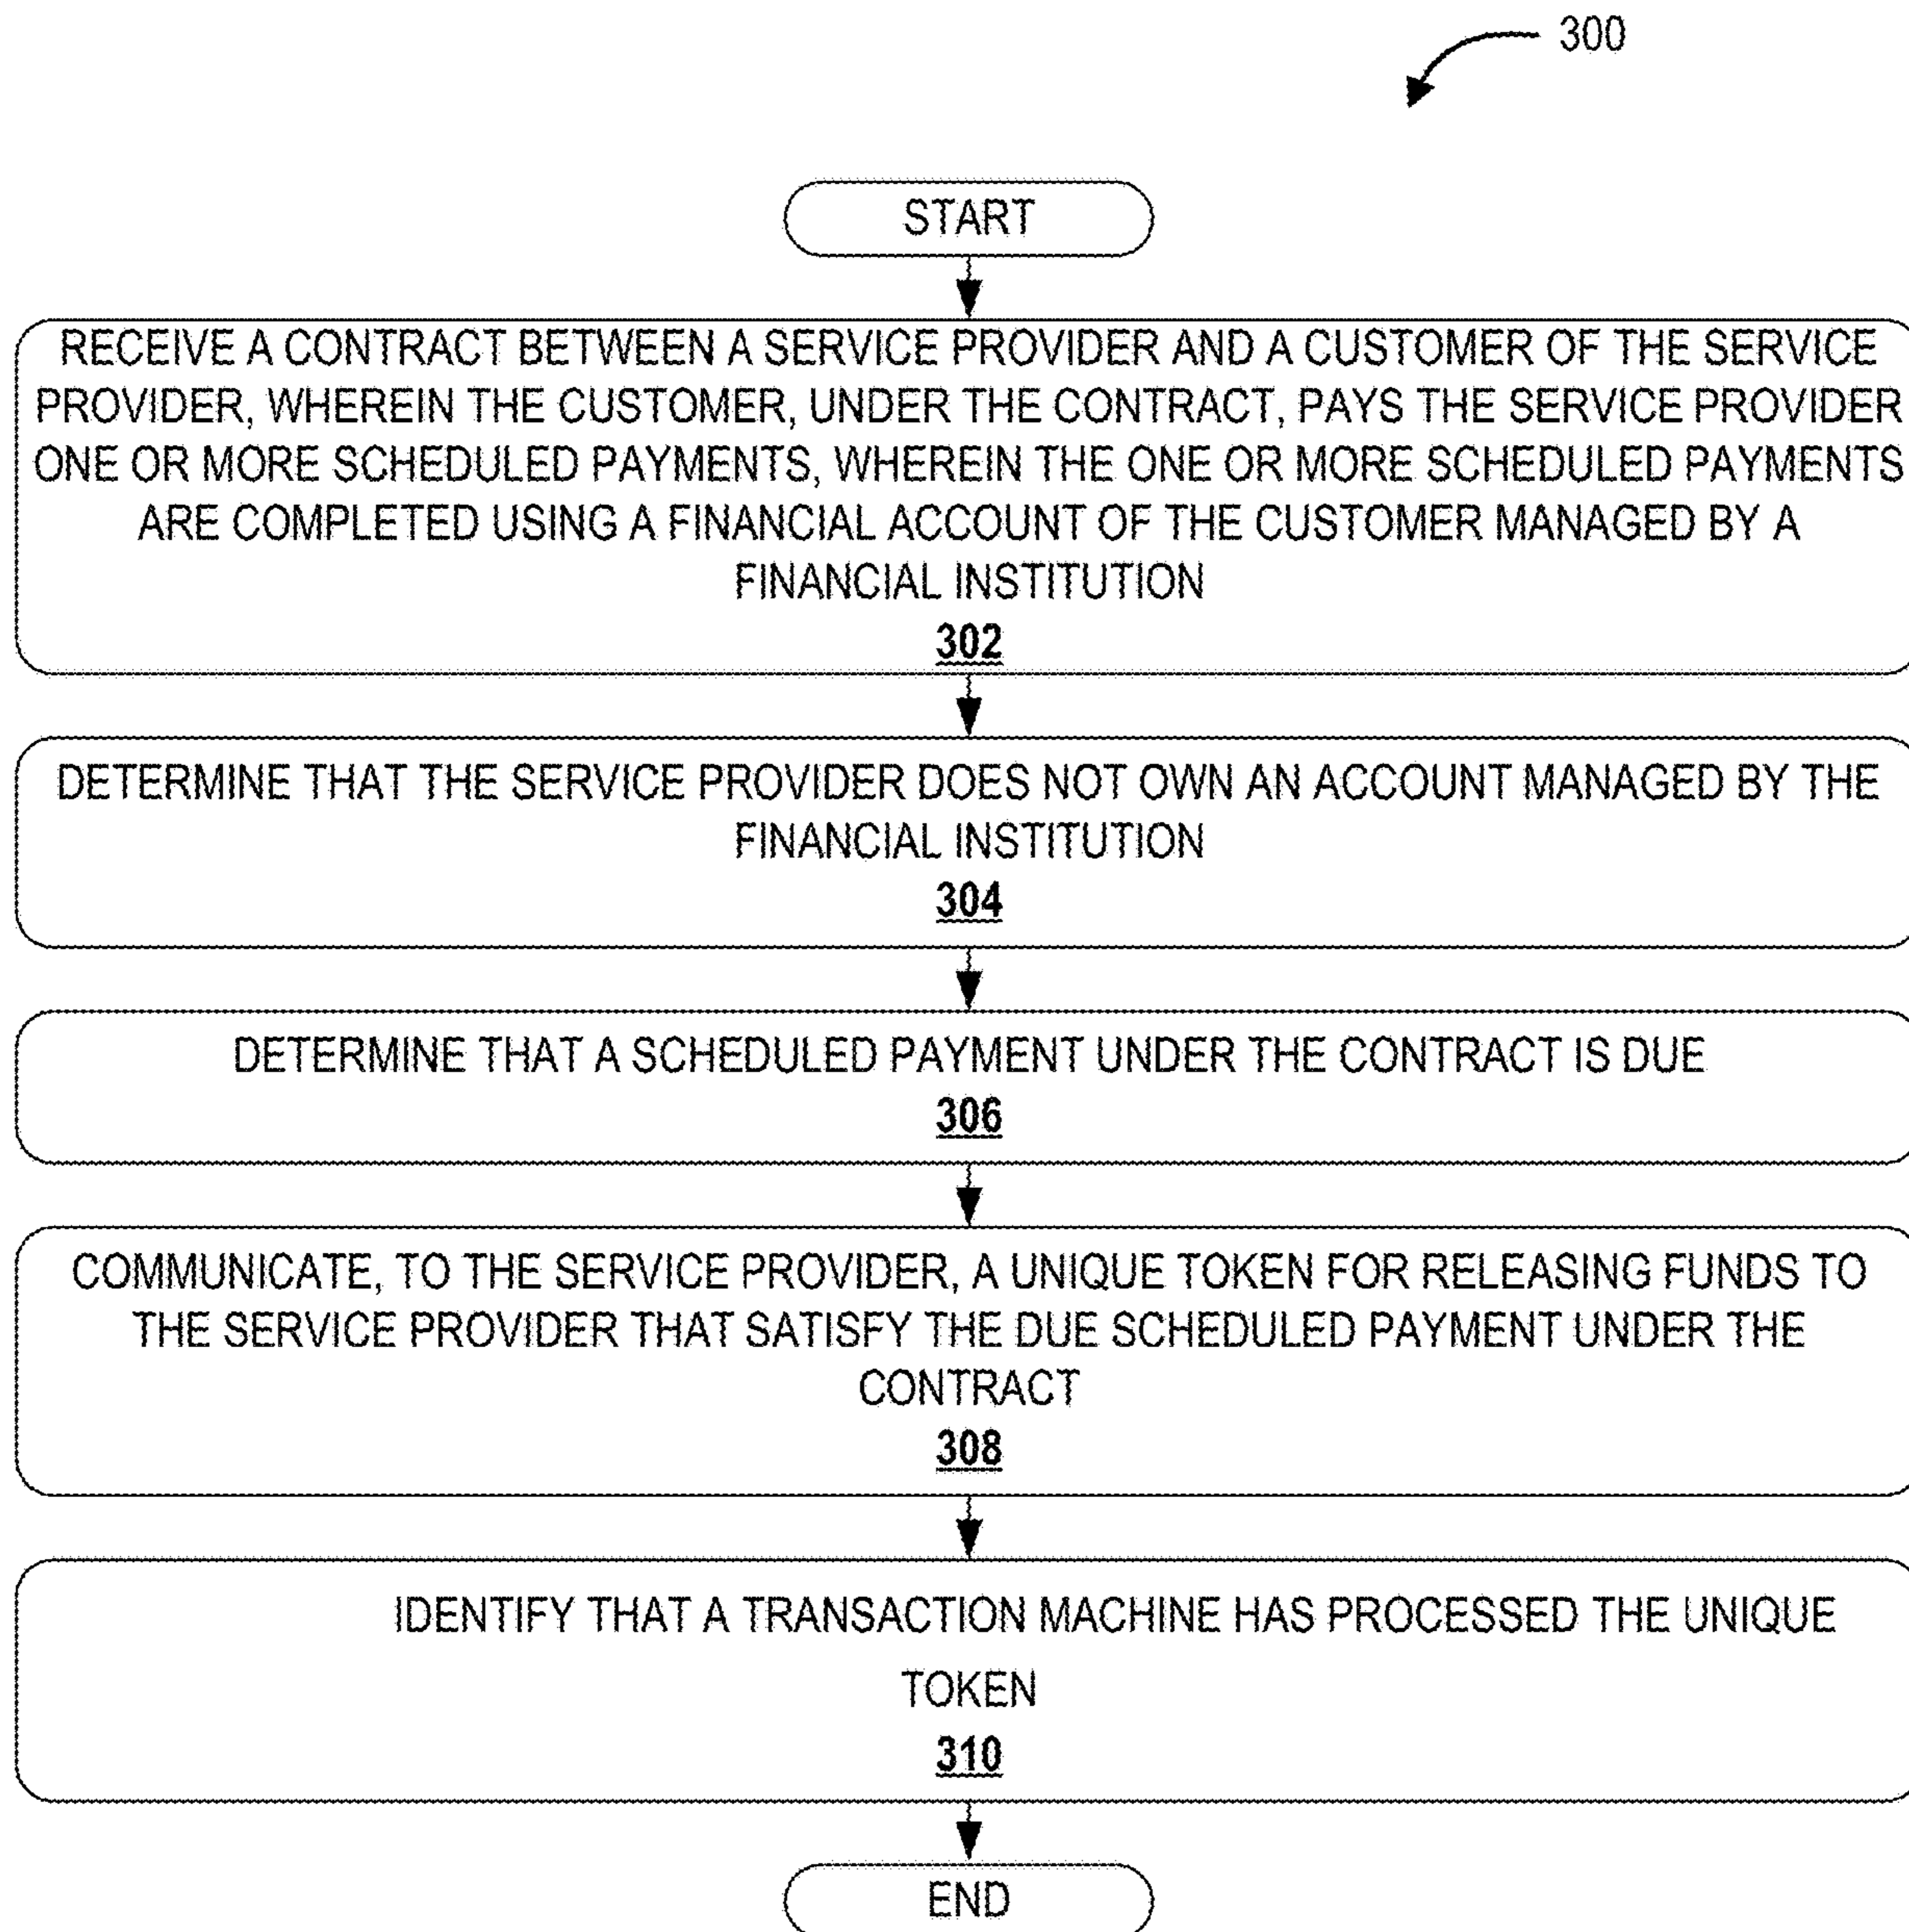 300
START
RECEIVE A CONTRACT BETWEEN A SERVICE PROVIDER AND A CUSTOMER OF THE SERVICE
PROVIDER, WHEREIN THE CUSTOMER, UNDER THE CONTRACT, PAYS THE SERVICE PROVIDER
ONE OR MORE SCHEDULED PAYMENTS, WHEREIN THE ONE OR MORE SCHEDULED PAYMENTS
ARE COMPLETED USING A FINANCIAL ACCOUNT OF THE CUSTOMER MANAGED BY A
FINANCIAL INSTITUTION
302
DETERMINE THAT THE SERVICE PROVIDER DOES NOT OWN AN ACCOUNT MANAGED BY THE
FINANCIAL INSTITUTION
304
DETERMINE THAT A SCHEDULED PAYMENT UNDER THE CONTRACT IS DUE
306
COMMUNICATE, TO THE SERVICE PROVIDER, A UNIQUE TOKEN FOR RELEASING FUNDS TO
THE SERVICE PROVIDER THAT SATISFY THE DUE SCHEDULED PAYMENT UNDER THE
CONTRACT
308
IDENTIFY THAT A TRANSACTION MACHINE HAS PROCESSED THE UNIQUE
TOKEN
310
END